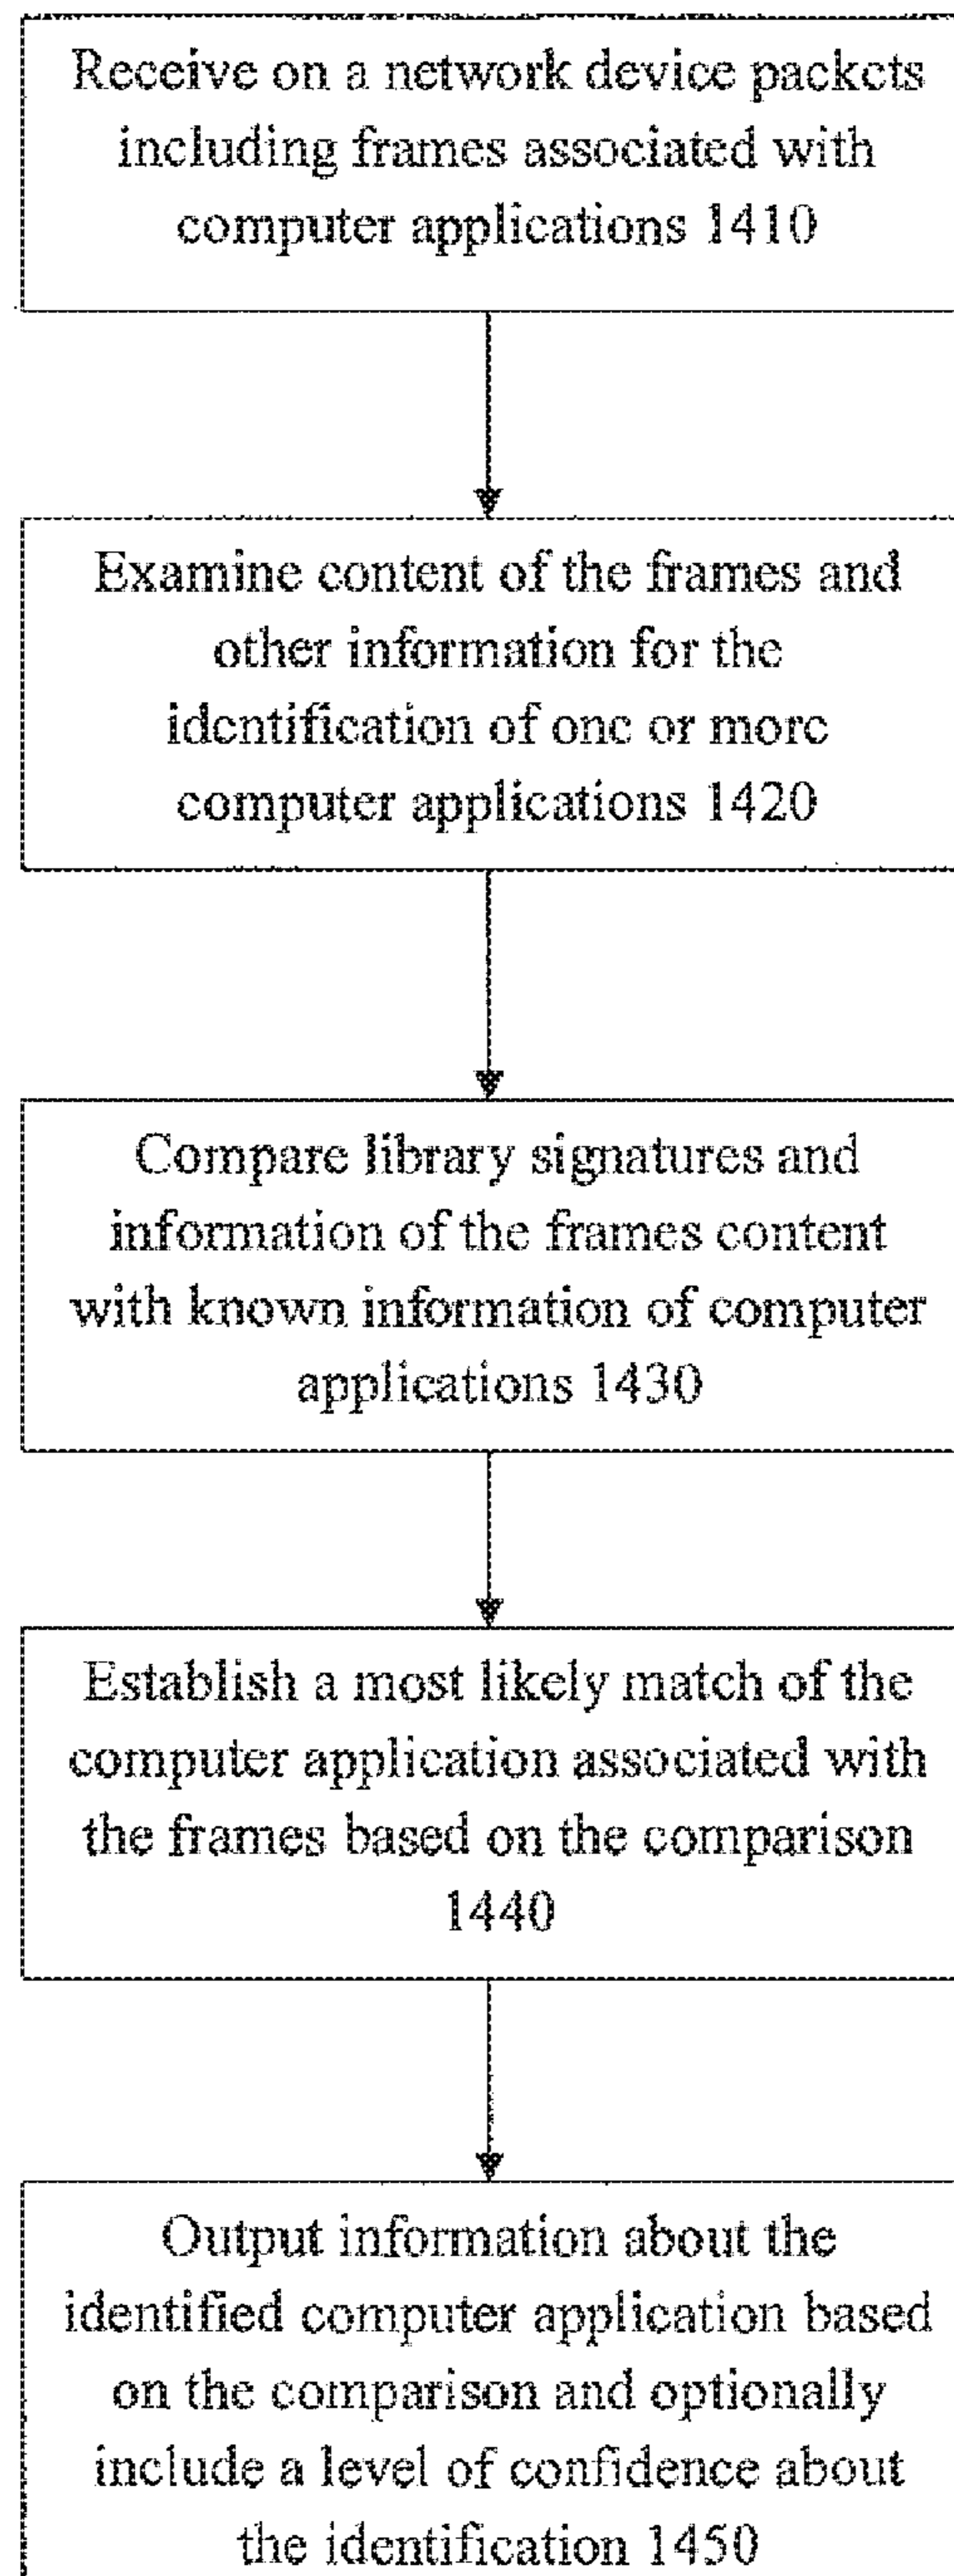 Receive on a network device packets
including frames associated with
computer applications 1410
Examine content of the frames and
other information for the
identification of one or more
computer applications 1420
Compare library signatures and
information of the frames content
with known information of computer
applications 1430
Establish a most likely match of the
computer application associated with
the frames based on the comparison
1440
Output information about the
identified computer application based
on the comparison and optionally
include a level of confidence about
the identification 1450